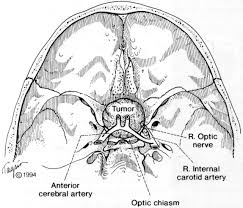 Tumor
R. Optic
nerve
R. Internal
carotid artery
Anterior
cerebral artery
Optic chiasm
©1994